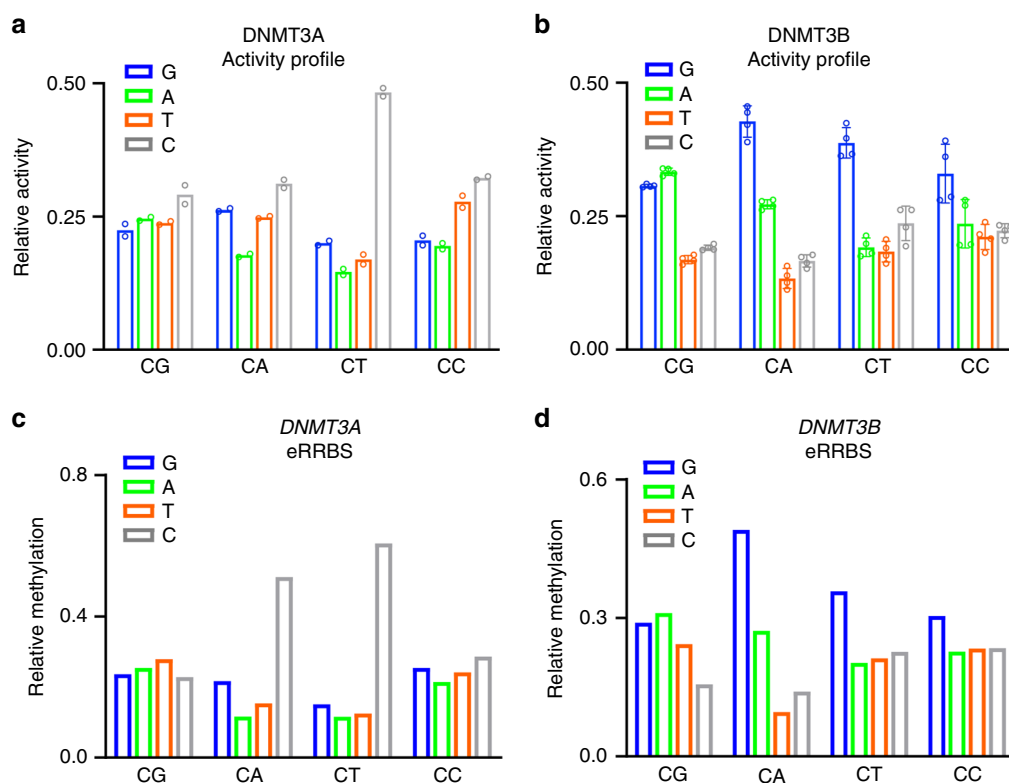 a
DNMT3A
Activity profile
G
A
T
C
Relative activity
0.50
0.25
0.00
CG CA CT CC
b
DNMT3B
Activity profile
G
A
T
C
Relative activity
0.50
0.25
0.00
CG CA CT CC
c
DNMT3A
eRRBS
G
A
T
C
Relative methylation
0.8
0.4
0.0
CG CA CT CC
d
DNMT3B
eRRBS
G
A
T
C
Relative methylation
0.6
0.3
0.0
CG CA CT CC